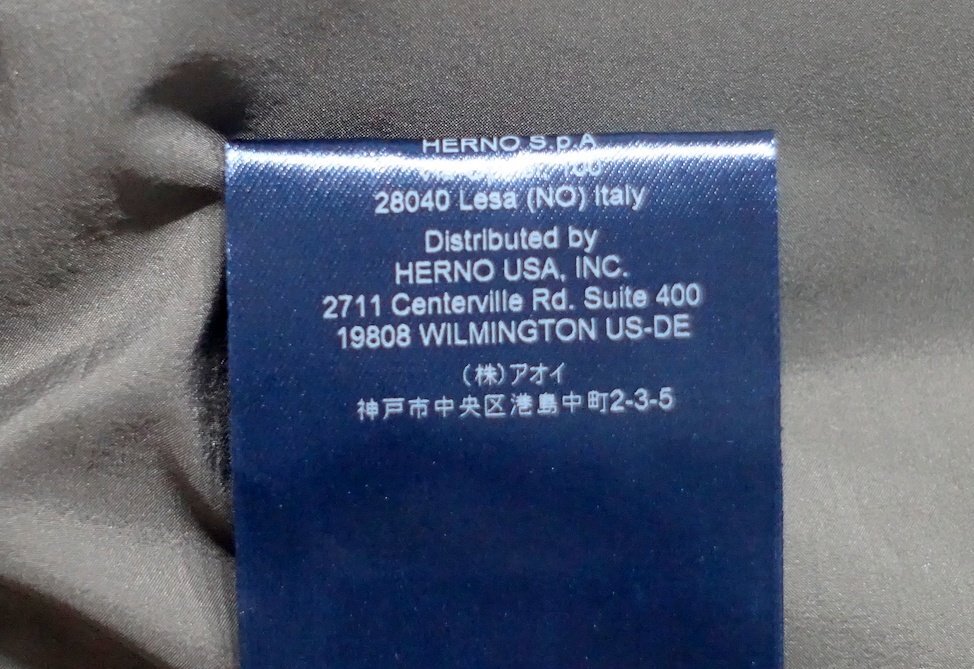 HERNO S.p.A.
28040 Lesa (NO) Italy
Distributed by
HERNO USA, INC.
2711 Centerville Rd. Suite 400
19808 WILMINGTON US-DE
(株)アオイ
神戸市中央区港島中町2-3-5